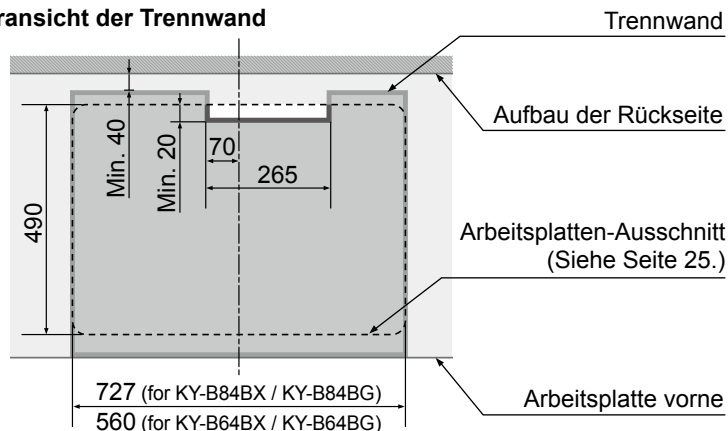 ransicht der Trennwand
Trennwand
Aufbau der Rückseite
Min. 40
Min. 20
70
265
490
Arbeitsplatten-Ausschnitt
(Siehe Seite 25.)
727 (for KY-B84BX / KY-B84BG)
560 (for KY-B64BX / KY-B64BG)
Arbeitsplatte vorne